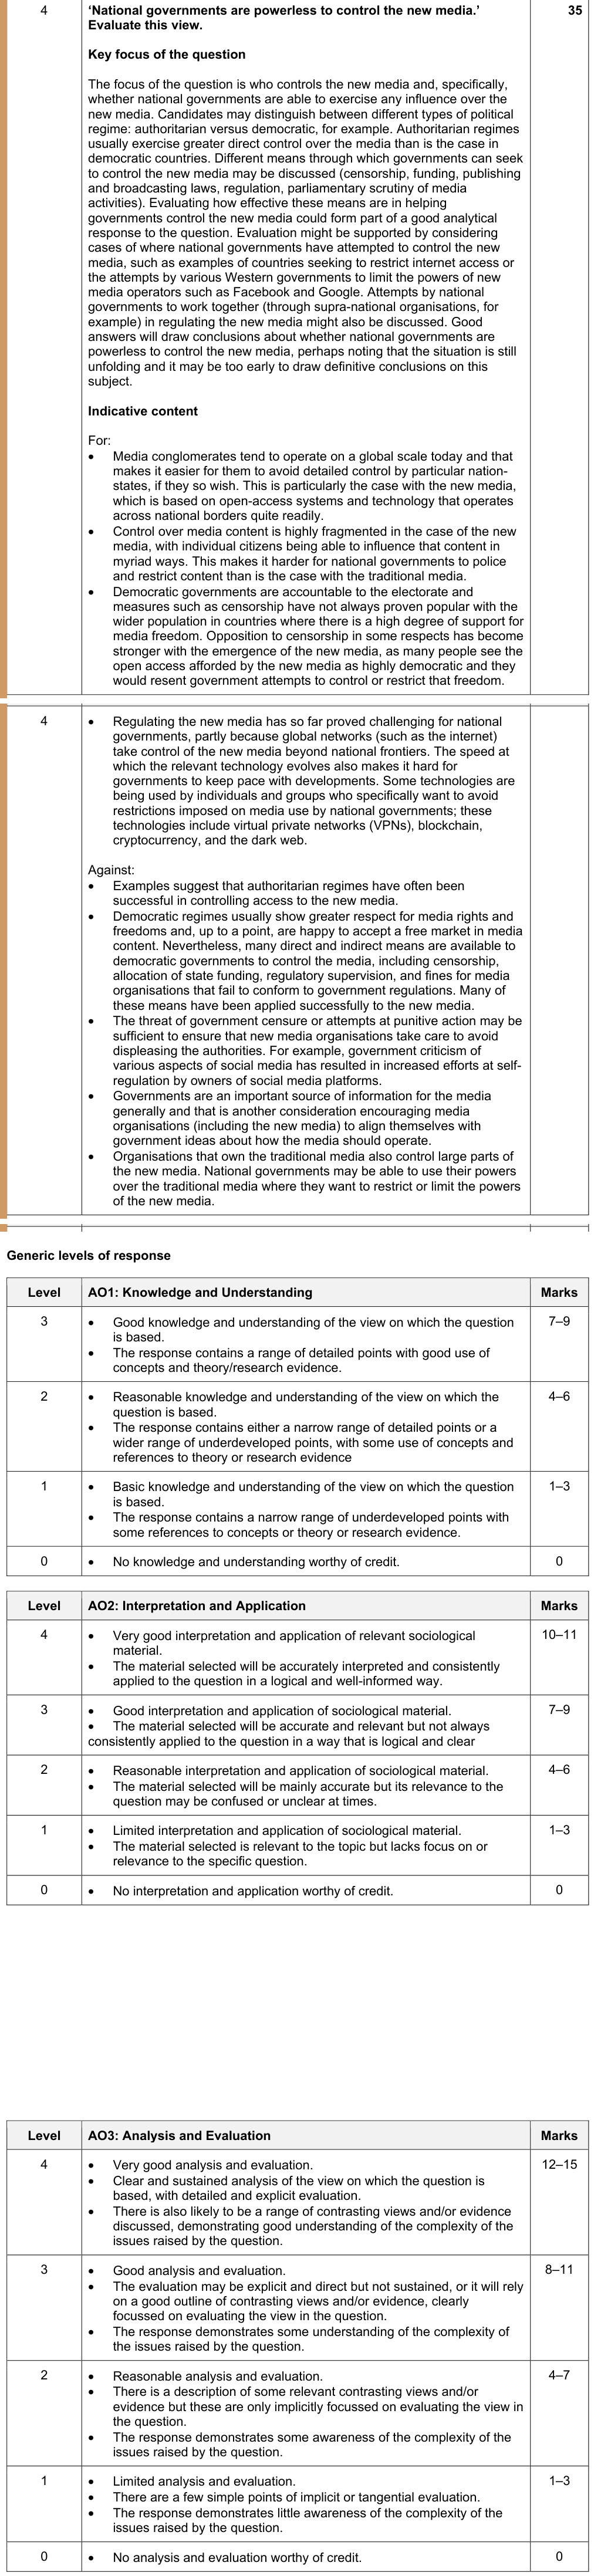 4 ‘National governments are powerless to control the new media.’ 35
Evaluate this view.
Key focus of the question
The focus of the question is who controls the new media and, specifically,
whether national governments are able to exercise any influence over the
new media. Candidates may distinguish between different types of political
regime: authoritarian versus democratic, for example. Authoritarian regimes
usually exercise greater direct control over the media than is the case in
democratic countries. Different means through which governments can seek
to control the new media may be discussed (censorship, funding, publishing
and broadcasting laws, regulation, parliamentary scrutiny of media
activities). Evaluating how effective these means are in helping
governments control the new media could form part of a good analytical
response to the question. Evaluation might be supported by considering
cases of where national governments have attempted to control the new
media, such as examples of countries seeking to restrict internet access or
the attempts by various Western governments to limit the powers of new
media operators such as Facebook and Google. Attempts by national
governments to work together (through supra-national organisations, for
example) in regulating the new media might also be discussed. Good
answers will draw conclusions about whether national governments are
powerless to control the new media, perhaps noting that the situation is still
unfolding and it may be too early to draw definitive conclusions on this
subject.
Indicative content
For:
• Media conglomerates tend to operate on a global scale today and that
makes it easier for them to avoid detailed control by particular nation-
states, if they so wish. This is particularly the case with the new media,
which is based on open-access systems and technology that operates
across national borders quite readily.
• Control over media content is highly fragmented in the case of the new
media, with individual citizens being able to influence that content in
myriad ways. This makes it harder for national governments to police
and restrict content than is the case with the traditional media.
• Democratic governments are accountable to the electorate and
measures such as censorship have not always proven popular with the
wider population in countries where there is a high degree of support for
media freedom. Opposition to censorship in some respects has become
stronger with the emergence of the new media, as many people see the
open access afforded by the new media as highly democratic and they
would resent government attempts to control or restrict that freedom.
4 • Regulating the new media has so far proved challenging for national
governments, partly because global networks (such as the internet)
take control of the new media beyond national frontiers. The speed at
which the relevant technology evolves also makes it hard for
governments to keep pace with developments. Some technologies are
being used by individuals and groups who specifically want to avoid
restrictions imposed on media use by national governments; these
technologies include virtual private networks (VPNs), blockchain,
cryptocurrency, and the dark web.
Against:
• Examples suggest that authoritarian regimes have often been
successful in controlling access to the new media.
• Democratic regimes usually show greater respect for media rights and
freedoms and, up to a point, are happy to accept a free market in media
content. Nevertheless, many direct and indirect means are available to
democratic governments to control the media, including censorship,
allocation of state funding, regulatory supervision, and fines for media
organisations that fail to conform to government regulations. Many of
these means have been applied successfully to the new media.
• The threat of government censure or attempts at punitive action may be
sufficient to ensure that new media organisations take care to avoid
displeasing the authorities. For example, government criticism of
various aspects of social media has resulted in increased efforts at self-
regulation by owners of social media platforms.
• Governments are an important source of information for the media
generally and that is another consideration encouraging media
organisations (including the new media) to align themselves with
government ideas about how the media should operate.
• Organisations that own the traditional media also control large parts of
the new media. National governments may be able to use their powers
over the traditional media where they want to restrict or limit the powers
of the new media.
Generic levels of response
Level AO1: Knowledge and Understanding Marks
3 • Good knowledge and understanding of the view on which the question 7–9
is based.
• The response contains a range of detailed points with good use of
concepts and theory/research evidence.
2 • Reasonable knowledge and understanding of the view on which the 4–6
question is based.
• The response contains either a narrow range of detailed points or a
wider range of underdeveloped points, with some use of concepts and
references to theory or research evidence
1 • Basic knowledge and understanding of the view on which the question 1–3
is based.
• The response contains a narrow range of underdeveloped points with
some references to concepts or theory or research evidence.
0 • No knowledge and understanding worthy of credit. 0
Level AO2: Interpretation and Application Marks
4 • Very good interpretation and application of relevant sociological 10–11
material.
• The material selected will be accurately interpreted and consistently
applied to the question in a logical and well-informed way.
3 • Good interpretation and application of sociological material. 7–9
• The material selected will be accurate and relevant but not always
consistently applied to the question in a way that is logical and clear
2 • Reasonable interpretation and application of sociological material. 4–6
• The material selected will be mainly accurate but its relevance to the
question may be confused or unclear at times.
1 • Limited interpretation and application of sociological material. 1–3
• The material selected is relevant to the topic but lacks focus on or
relevance to the specific question.
0 • No interpretation and application worthy of credit. 0
Level AO3: Analysis and Evaluation Marks
4 • Very good analysis and evaluation. 12–15
• Clear and sustained analysis of the view on which the question is
based, with detailed and explicit evaluation.
• There is also likely to be a range of contrasting views and/or evidence
discussed, demonstrating good understanding of the complexity of the
issues raised by the question.
3 • Good analysis and evaluation. 8–11
• The evaluation may be explicit and direct but not sustained, or it will rely
on a good outline of contrasting views and/or evidence, clearly
focussed on evaluating the view in the question.
• The response demonstrates some understanding of the complexity of
the issues raised by the question.
2 • Reasonable analysis and evaluation. 4–7
• There is a description of some relevant contrasting views and/or
evidence but these are only implicitly focussed on evaluating the view in
the question.
• The response demonstrates some awareness of the complexity of the
issues raised by the question.
1 • Limited analysis and evaluation. 1–3
• There are a few simple points of implicit or tangential evaluation.
• The response demonstrates little awareness of the complexity of the
issues raised by the question.
0 • No analysis and evaluation worthy of credit. 0